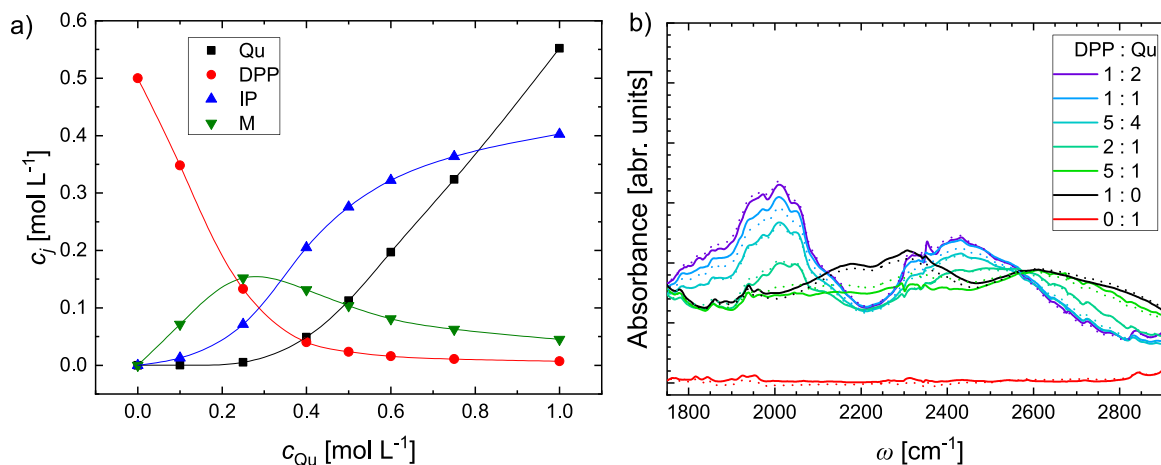 a)
0.6
0.5
0.4
0.3
0.2
0.1
0.0
c_j [mol L⁻¹]
Qu
DPP
IP
M
0.0 0.2 0.4 0.6 0.8 1.0
c_Qu [mol L⁻¹]
b)
Absorbance [abr. units]
DPP : Qu
1 : 2
1 : 1
5 : 4
2 : 1
5 : 1
1 : 0
0 : 1
1800 2000 2200 2400 2600 2800
ω [cm⁻¹]